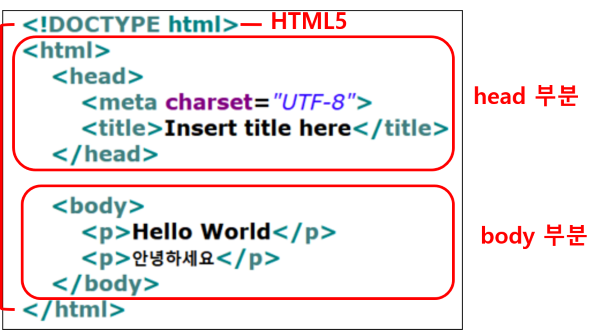 <!DOCTYPE html> HTML5
<html>
<head>
<meta charset="UTF-8">
<title>Insert title here</title>
</head>
head 부분
<body>
<p>Hello World</p>
<p>안녕하세요</p>
</body>
body 부분
</html>